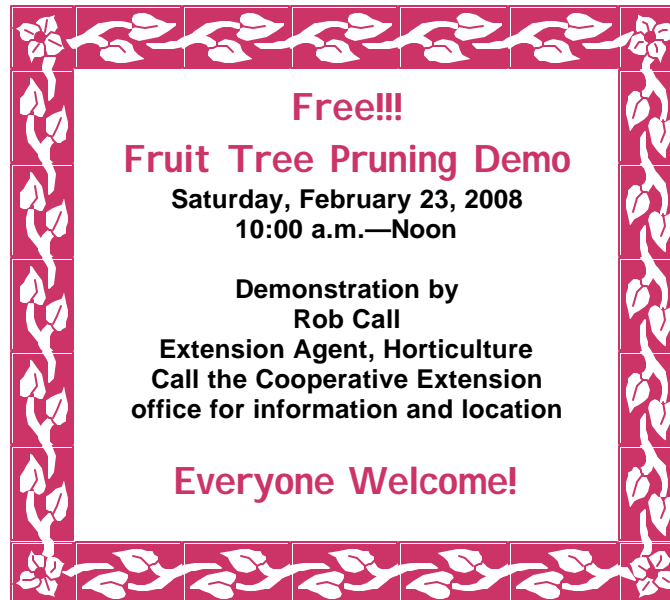 Free!!!
Fruit Tree Pruning Demo
Saturday, February 23, 2008
10:00 a.m.—Noon
Demonstration by
Rob Call
Extension Agent, Horticulture
Call the Cooperative Extension
office for information and location
Everyone Welcome!